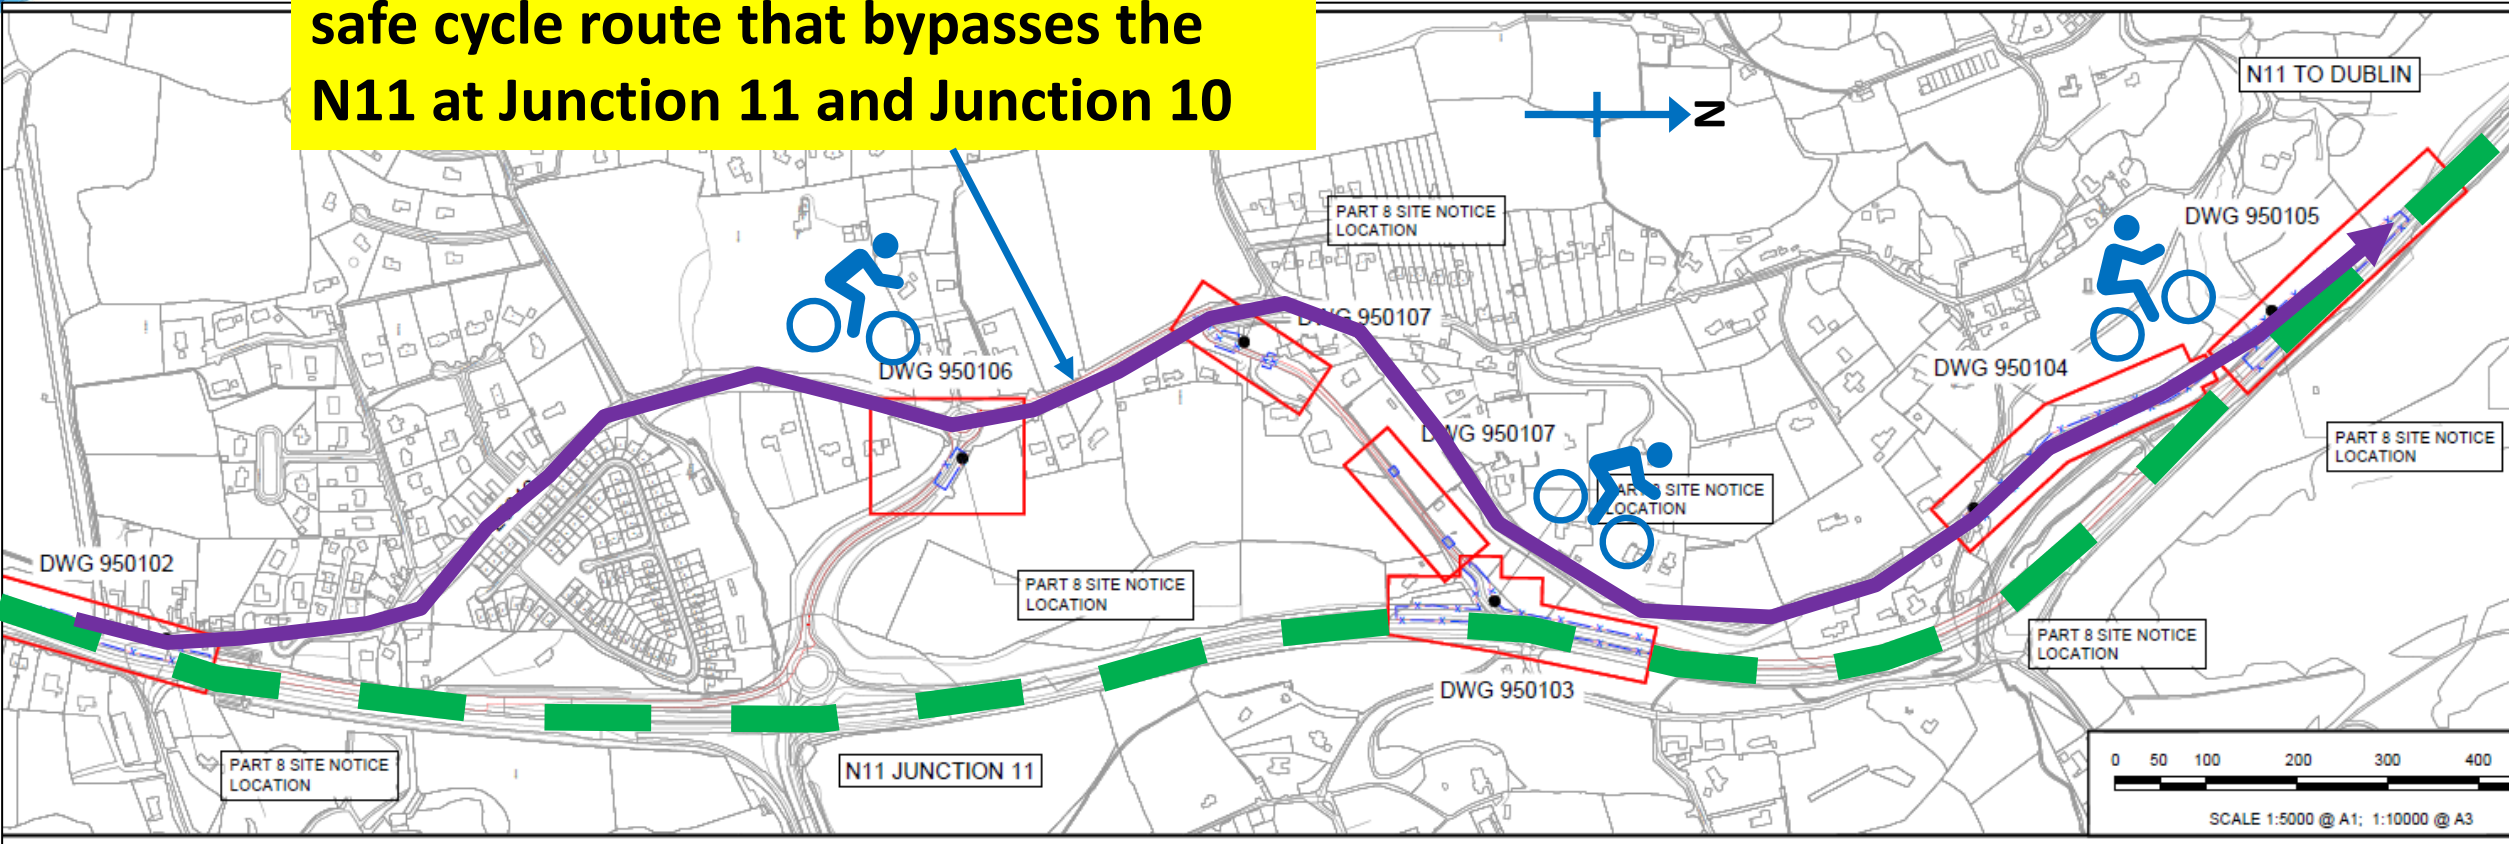 safe cycle route that bypasses the
N11 at Junction 11 and Junction 10
N11 TO DUBLIN
N
PART 8 SITE NOTICE
LOCATION
DWG 950105
DWG 950107
DWG 950106
DWG 950104
DWG 950107
PART 8 SITE NOTICE
LOCATION
PART 8 SITE NOTICE
LOCATION
DWG 950102
PART 8 SITE NOTICE
LOCATION
PART 8 SITE NOTICE
LOCATION
DWG 950103
PART 8 SITE NOTICE
LOCATION
N11 JUNCTION 11
0 50 100 200 300 400
SCALE 1:5000 @ A1; 1:10000 @ A3